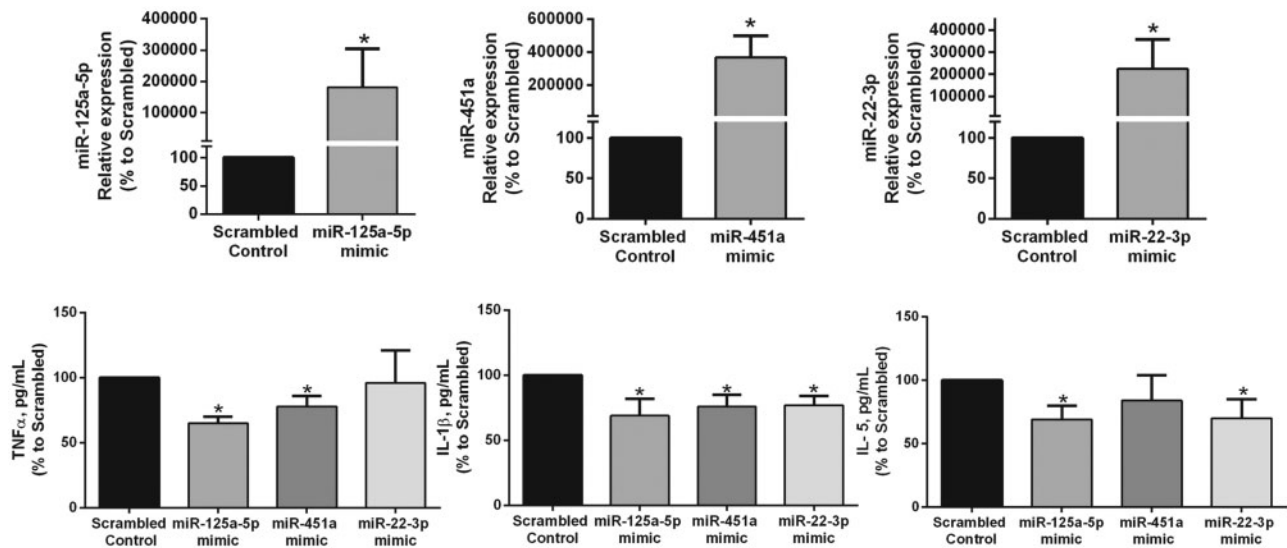 miR-125a-5p
Relative expression
(% to Scrambled)
400000
300000
200000
100000
100
50
0
*
Scrambled
Control
miR-125a-5p
mimic
miR-451a
Relative expression
(% to Scrambled)
600000
400000
200000
100
50
0
*
Scrambled
Control
miR-451a
mimic
miR-22-3p
Relative expression
(% to Scrambled)
400000
300000
200000
100000
100
50
0
*
Scrambled
Control
miR-22-3p
mimic
TNFα, pg/mL
(% to Scrambled)
150
100
50
0
*
*
Scrambled
Control
miR-125a-5p
mimic
miR-451a
mimic
miR-22-3p
mimic
IL-1β, pg/mL
(% to Scrambled)
150
100
50
0
*
*
*
Scrambled
Control
miR-125a-5p
mimic
miR-451a
mimic
miR-22-3p
mimic
IL- 5, pg/mL
(% to Scrambled)
150
100
50
0
*
*
Scrambled
Control
miR-125a-5p
mimic
miR-451a
mimic
miR-22-3p
mimic